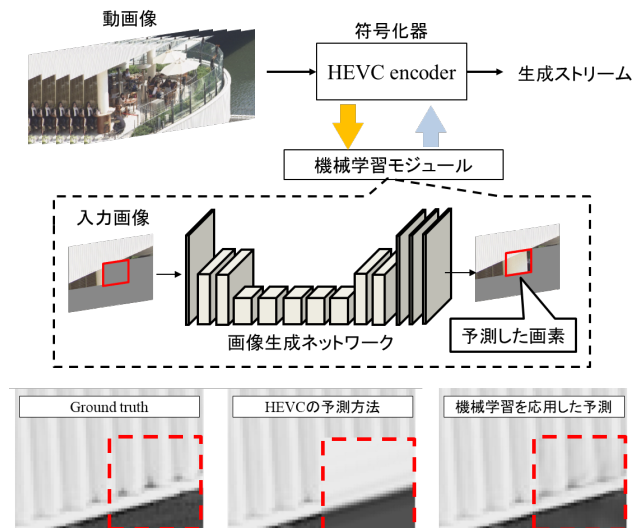 動画像
符号化器
HEVC encoder
生成ストリーム
機械学習モジュール
入力画像
予測した画素
画像生成ネットワーク
Ground truth
HEVCの予測方法
機械学習を応用した予測